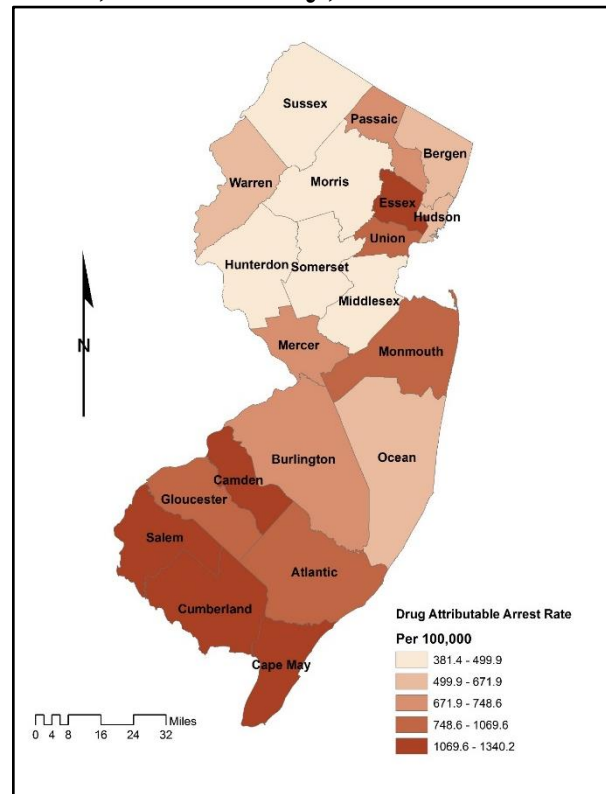 Sussex
Passaic
Bergen
Warren
Morris
Essex
Hudson
Union
Hunterdon
Somerset
Middlesex
N
Mercer
Monmouth
Burlington
Ocean
Camden
Gloucester
Salem
Atlantic
Cumberland
Cape May
Drug Attributable Arrest Rate
Per 100,000
381.4 - 499.9
499.9 - 671.9
671.9 - 748.6
748.6 - 1069.6
1069.6 - 1340.2
Miles
0 4 8 16 24 32